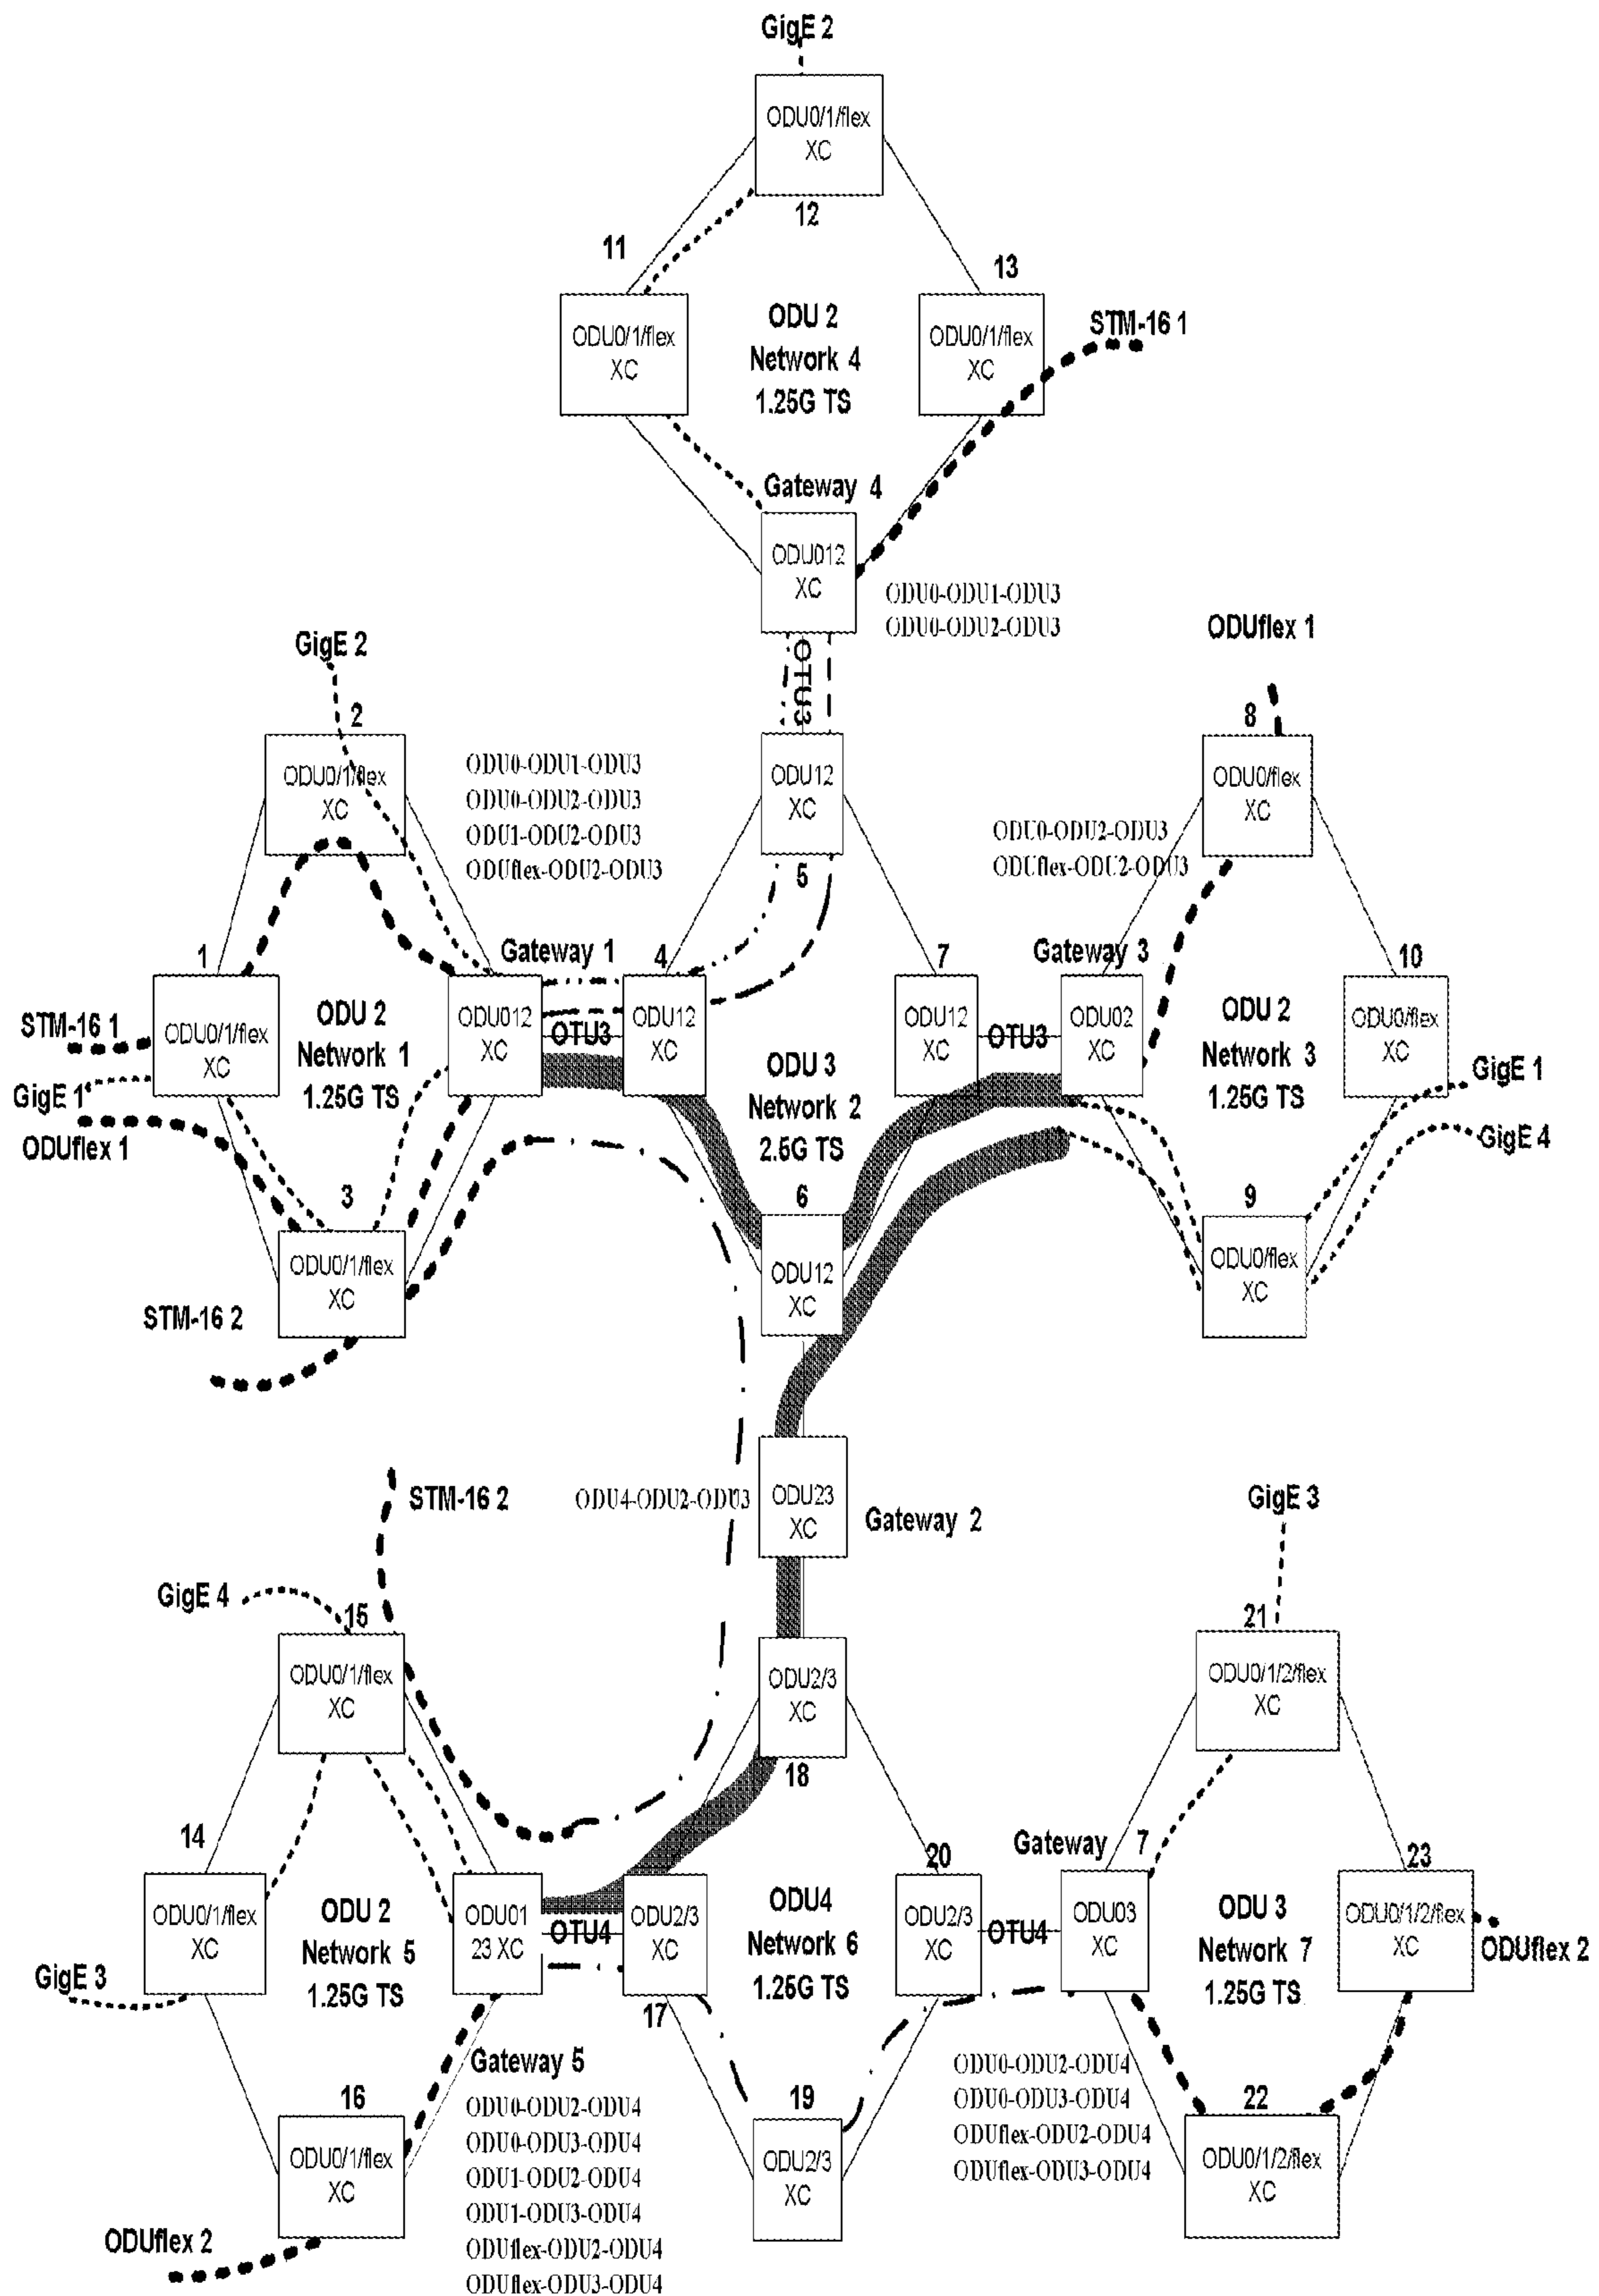 GigE 2
ODU0/1/flex
XC
12
11
13
ODU0/1/flex
XC
ODU 2
Network 4
1.25G TS
ODU0/1/flex
XC
STM-16 1
Gateway 4
ODU012
XC
ODU0-ODU1-ODU3
ODU0-ODU2-ODU3
OTU3
GigE 2
2
ODU0/1/flex
XC
ODU0-ODU1-ODU3
ODU0-ODU2-ODU3
ODU1-ODU2-ODU3
ODUflex-ODU2-ODU3
ODU12
XC
5
ODUflex 1
8
ODU0/flex
XC
ODU0-ODU2-ODU3
ODUflex-ODU2-ODU3
1
Gateway 1
4
7
Gateway 3
10
STM-16 1
GigE 1
ODUflex 1
ODU0/1/flex
XC
ODU 2
Network 1
1.25G TS
ODU012
XC
OTU3
ODU12
XC
ODU 3
Network 2
2.5G TS
ODU12
XC
OTU3
ODU02
XC
ODU 2
Network 3
1.25G TS
ODU0/flex
XC
GigE 1
GigE 4
3
ODU0/1/flex
XC
STM-16 2
6
ODU12
XC
9
ODU0/flex
XC
STM-16 2
ODU4-ODU2-ODU3
ODU23
XC
Gateway 2
GigE 3
GigE 4
15
ODU0/1/flex
XC
ODU2/3
XC
18
21
ODU0/1/2/flex
XC
14
ODU0/1/flex
XC
GigE 3
ODU 2
Network 5
1.25G TS
ODU01
23 XC
OTU4
ODU2/3
XC
17
ODU4
Network 6
1.25G TS
20
ODU2/3
XC
OTU4
Gateway 7
ODU03
XC
ODU 3
Network 7
1.25G TS
23
ODU0/1/2/flex
XC
ODUflex 2
16
ODU0/1/flex
XC
ODUflex 2
Gateway 5
ODU0-ODU2-ODU4
ODU0-ODU3-ODU4
ODU1-ODU2-ODU4
ODU1-ODU3-ODU4
ODUflex-ODU2-ODU4
ODUflex-ODU3-ODU4
19
ODU2/3
XC
ODU0-ODU2-ODU4
ODU0-ODU3-ODU4
ODUflex-ODU2-ODU4
ODUflex-ODU3-ODU4
22
ODU0/1/2/flex
XC